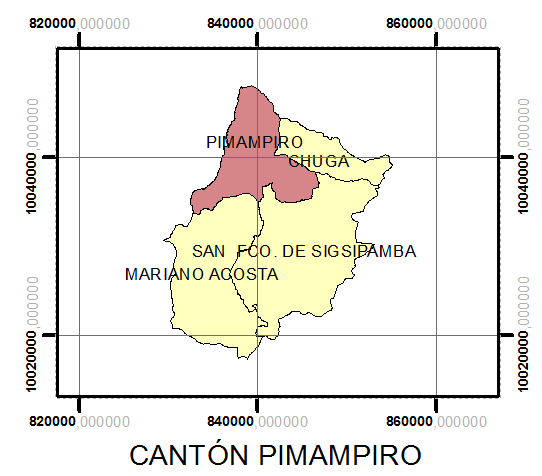 820000,000000 840000,000000 860000,000000
10040000,000000 10040000,000000
PIMAMPIRO
CHUGA
SAN FCO. DE SIGSIPAMBA
MARIANO ACOSTA
10020000,000000 10020000,000000
820000,000000 840000,000000 860000,000000
CANTÓN PIMAMPIRO